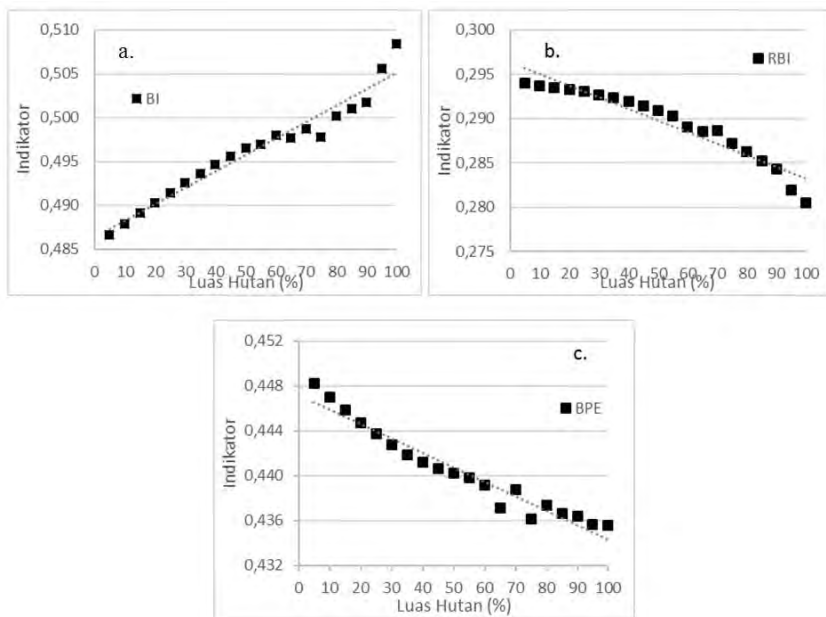 a.
BI
Indikator
0,510
0,505
0,500
0,495
0,490
0,485
0 10 20 30 40 50 60 70 80 90 100
Luas Hutan (%)
b.
RBI
Indikator
0,300
0,295
0,290
0,285
0,280
0,275
0 10 20 30 40 50 60 70 80 90 100
Luas Hutan (%)
c.
BPE
Indikator
0,452
0,448
0,444
0,440
0,436
0,432
0 10 20 30 40 50 60 70 80 90 100
Luas Hutan (%)